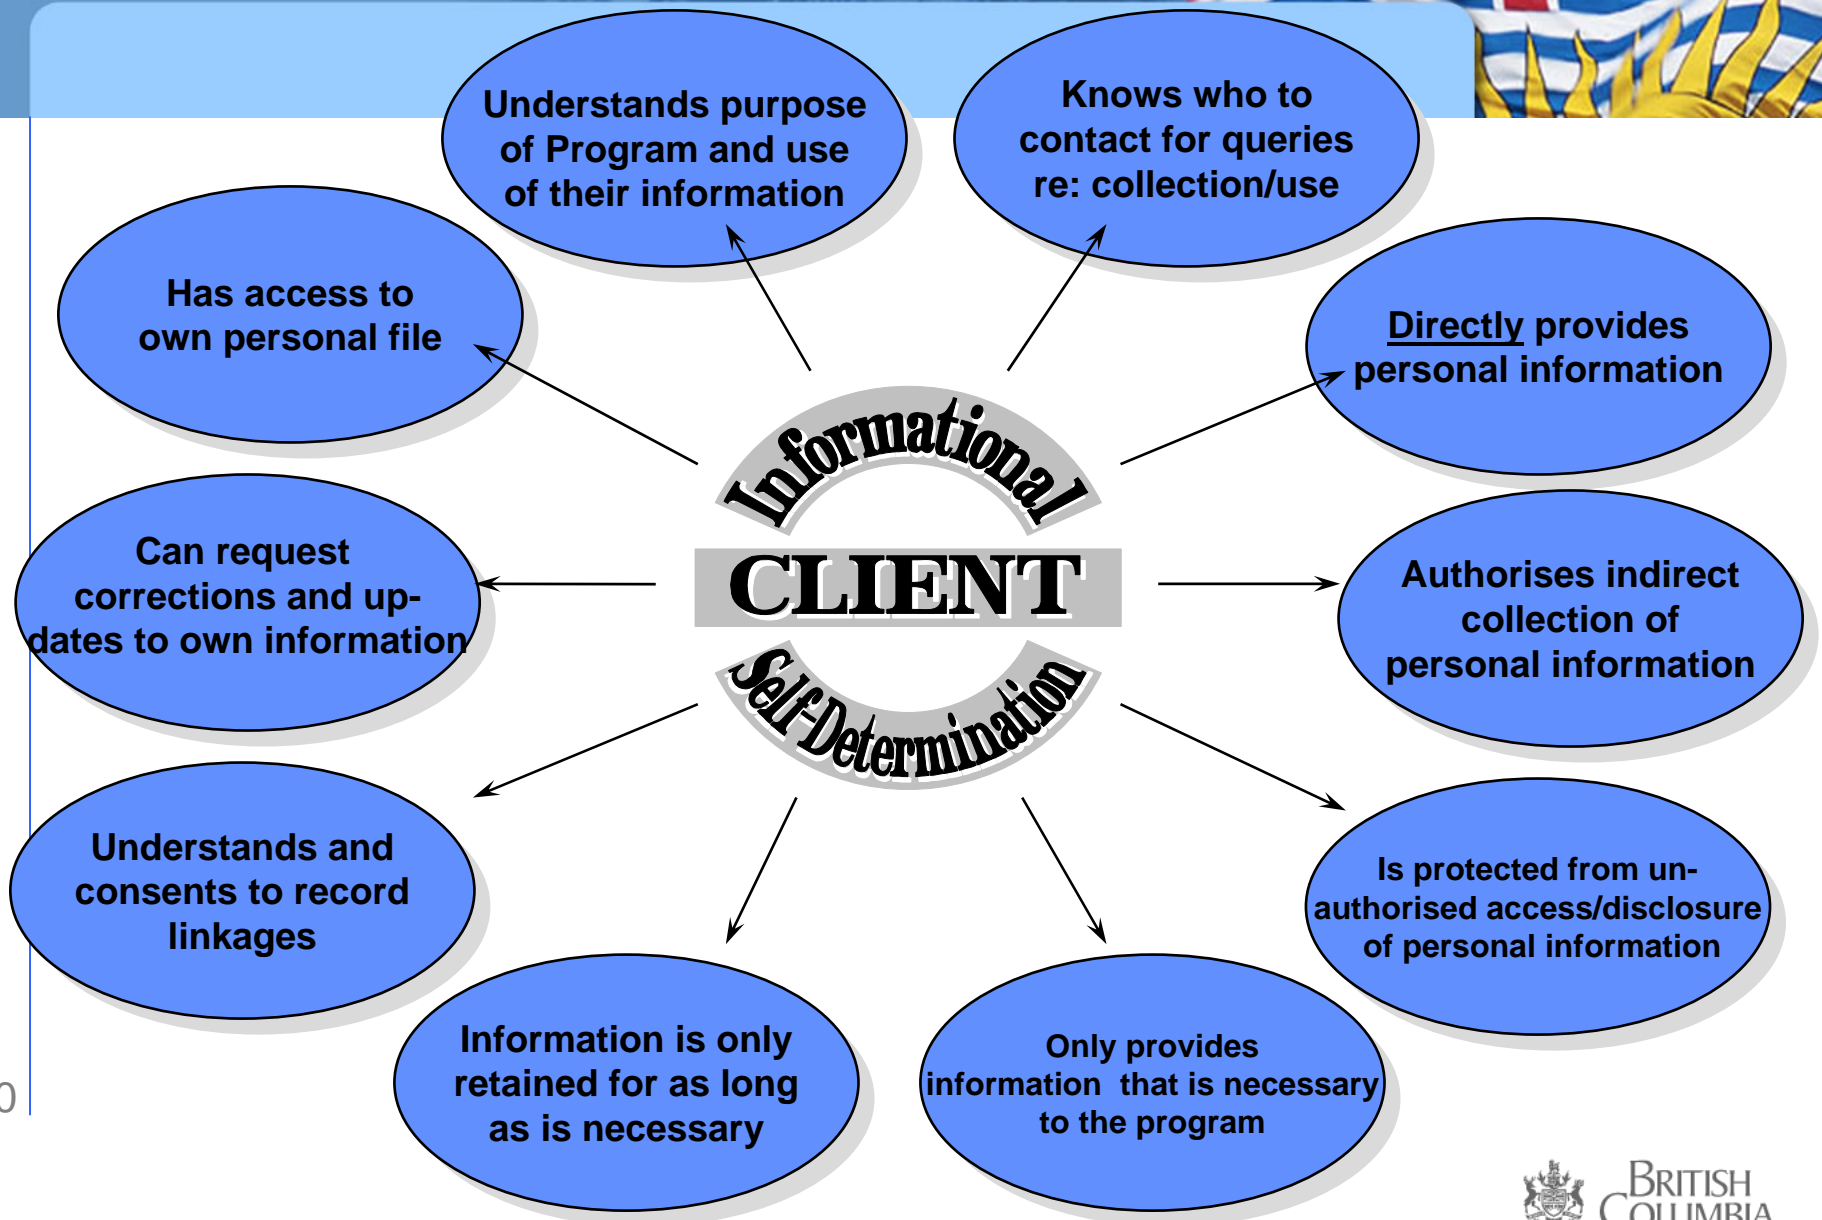 Understands purpose
of Program and use
of their information
Knows who to
contact for queries
re: collection/use
Has access to
own personal file
Directly provides
personal information
Informational
CLIENT
Self-Determination
Can request
corrections and up-
dates to own information
Authorises indirect
collection of
personal information
Understands and
consents to record
linkages
Is protected from un-
authorised access/disclosure
of personal information
Information is only
retained for as long
as is necessary
Only provides
information that is necessary
to the program
0
BRITISH
COLUMBIA